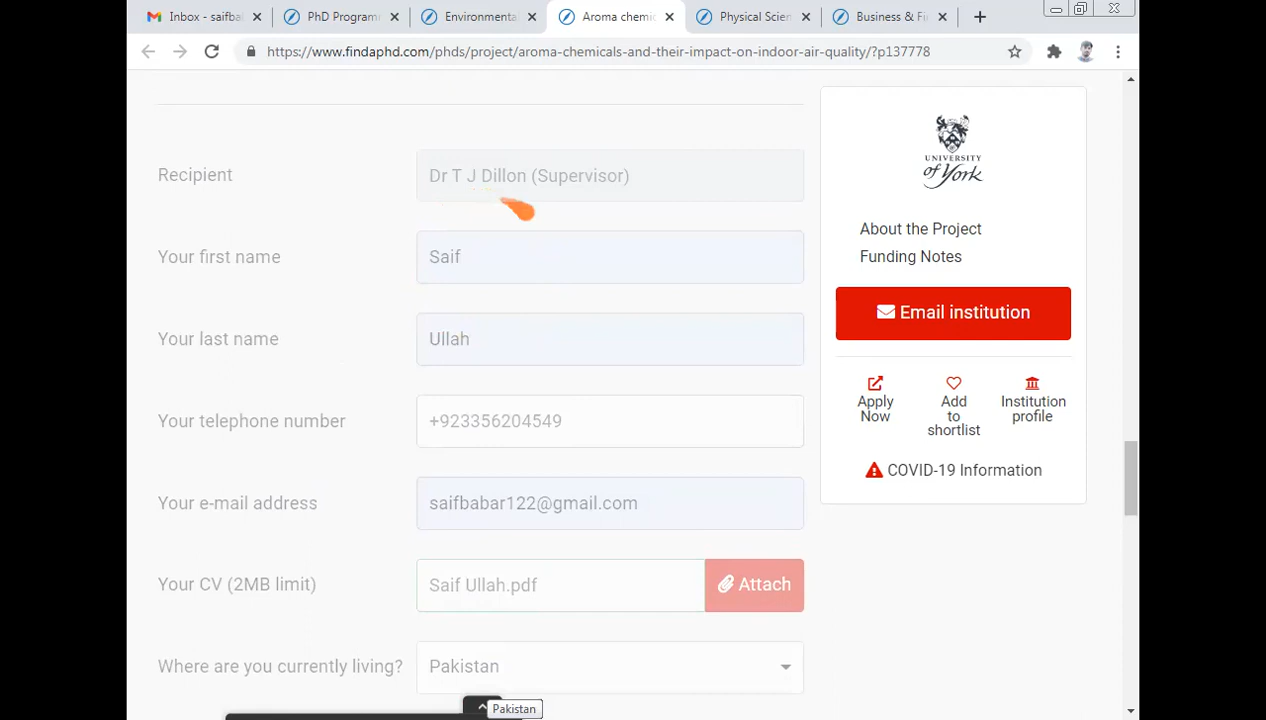 Inbox - saifba
PhD Programm
Environmental
Aroma chemic
Physical Scien
Business & Fi
https://www.findaphd.com/phds/project/aroma-chemicals-and-their-impact-on-indoor-air-quality/?p137778
Recipient
Dr T J Dillon (Supervisor)
Your first name
Saif
Your last name
Ullah
Your telephone number
+923356204549
Your e-mail address
saifbabar122@gmail.com
Your CV (2MB limit)
Saif Ullah.pdf
Attach
Where are you currently living?
Pakistan
Pakistan
UNIVERSITY
of YORK
About the Project
Funding Notes
Email institution
Apply
Now
Add
to
shortlist
Institution
profile
COVID-19 Information